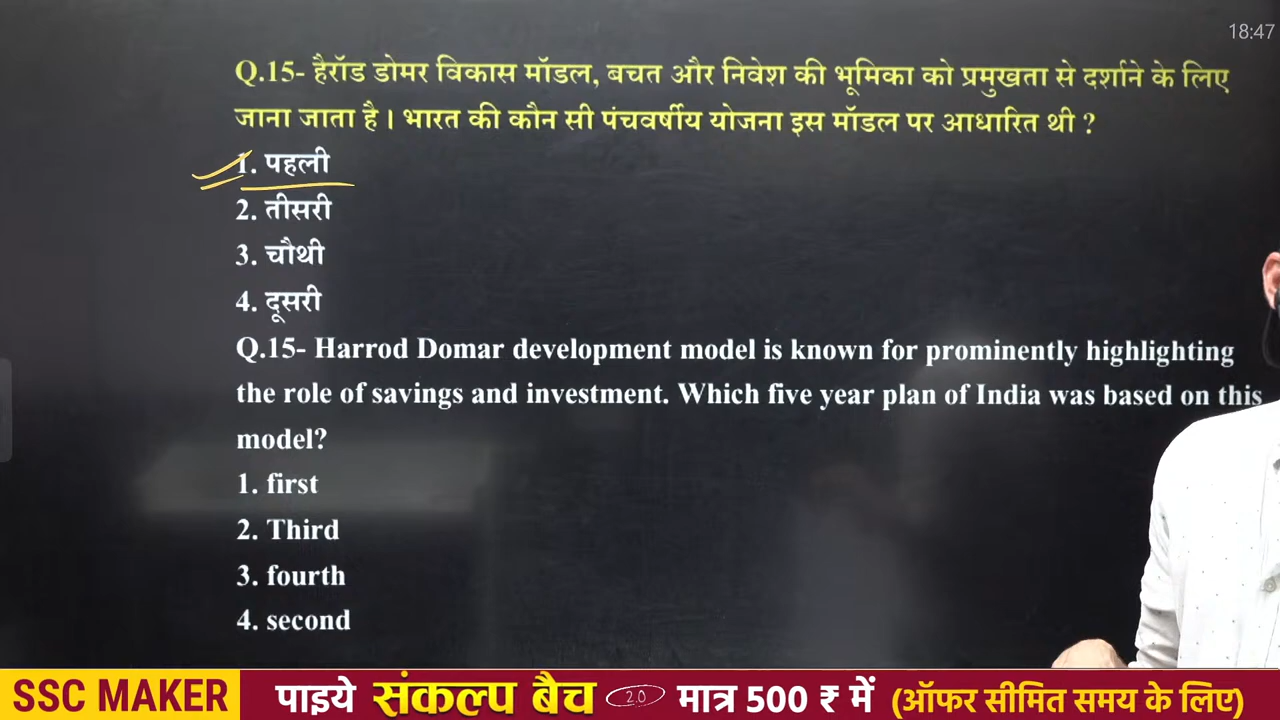 18:47
Q.15- हैरॉड डोमर विकास मॉडल, बचत और निवेश की भूमिका को प्रमुखता से दर्शाने के लिए
जाना जाता है। भारत की कौन सी पंचवर्षीय योजना इस मॉडल पर आधारित थी ?
1. पहली
2. तीसरी
3. चौथी
4. दूसरी
Q.15- Harrod Domar development model is known for prominently highlighting
the role of savings and investment. Which five year plan of India was based on this
model?
1. first
2. Third
3. fourth
4. second
SSC MAKER पाइये संकल्प बैच 2.0 मात्र 500 ₹ में (ऑफर सीमित समय के लिए)